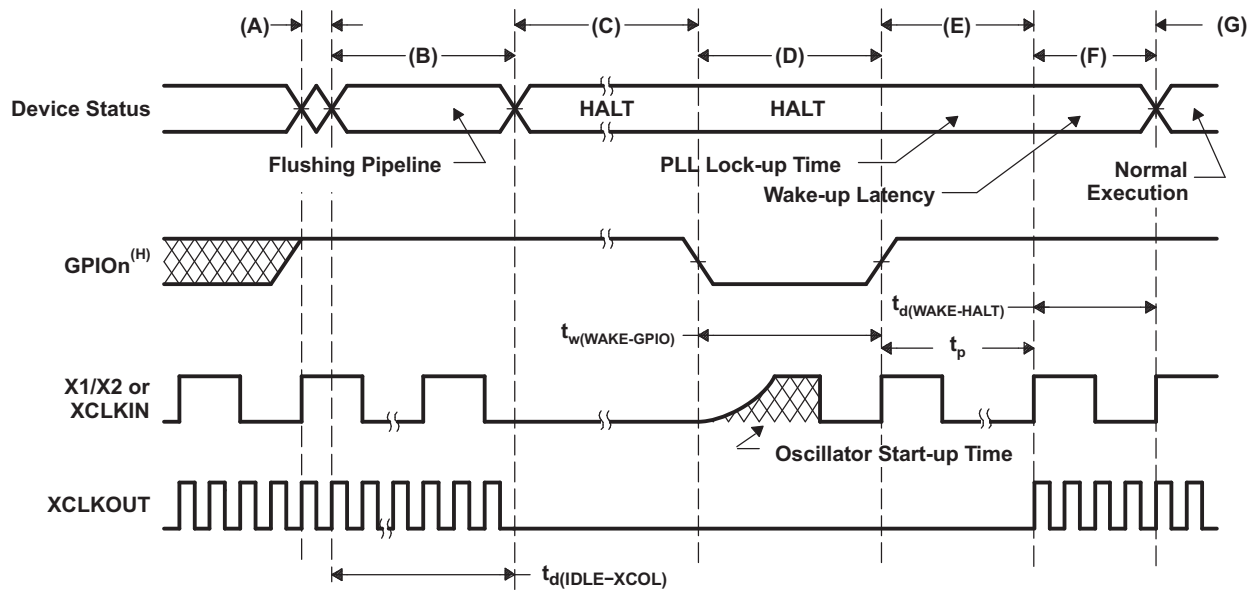 (A)
(B)
(C)
(D)
(E)
(F)
(G)
Device Status
HALT
HALT
Flushing Pipeline
PLL Lock-up Time
Wake-up Latency
Normal
Execution
GPIOn(H)
td(WAKE-HALT)
tw(WAKE-GPIO)
tp
X1/X2 or
XCLKIN
Oscillator Start-up Time
XCLKOUT
td(IDLE−XCOL)